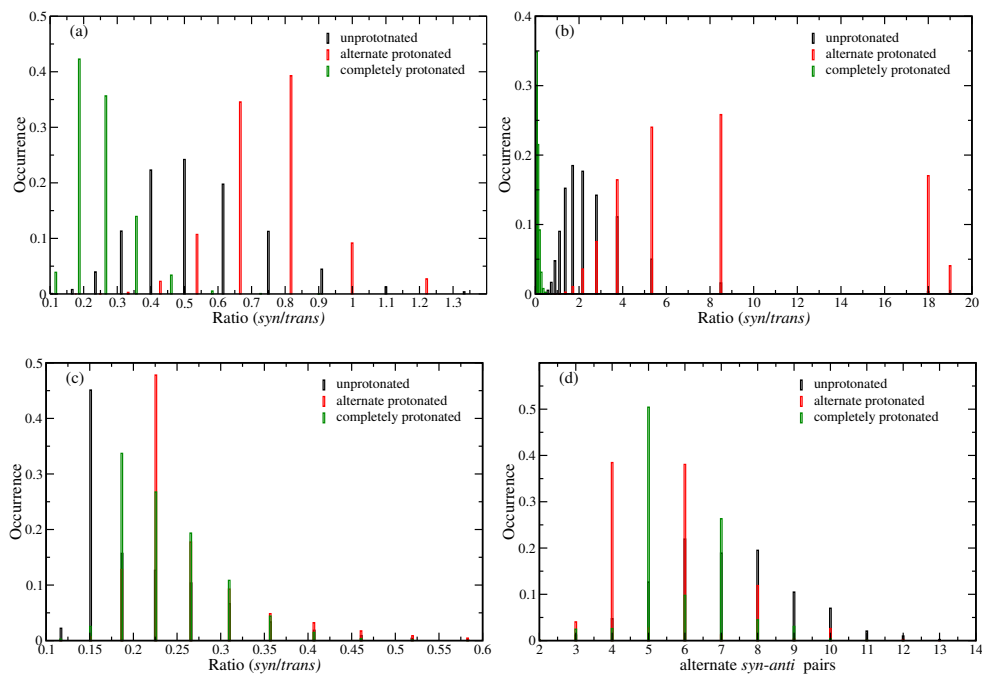 (a)
unprototnated
alternate protonated
completely protonated
0.5
0.4
0.3
0.2
0.1
0
Occurrence
0.1 0.2 0.3 0.4 0.5 0.6 0.7 0.8 0.9 1 1.1 1.2 1.3
Ratio (syn/trans)
(b)
unprotonated
alternate protonated
completely protonated
0.4
0.3
0.2
0.1
0
Occurrence
0 2 4 6 8 10 12 14 16 18 20
Ratio (syn/trans)
(c)
unprotonated
alternate protonated
completely protonated
0.5
0.4
0.3
0.2
0.1
0
Occurrence
0.1 0.15 0.2 0.25 0.3 0.35 0.4 0.45 0.5 0.55 0.6
Ratio (syn/trans)
(d)
unprotonated
alternate protonated
completely protonated
0.5
0.4
0.3
0.2
0.1
0
Occurrence
2 3 4 5 6 7 8 9 10 11 12 13 14
alternate syn-anti pairs